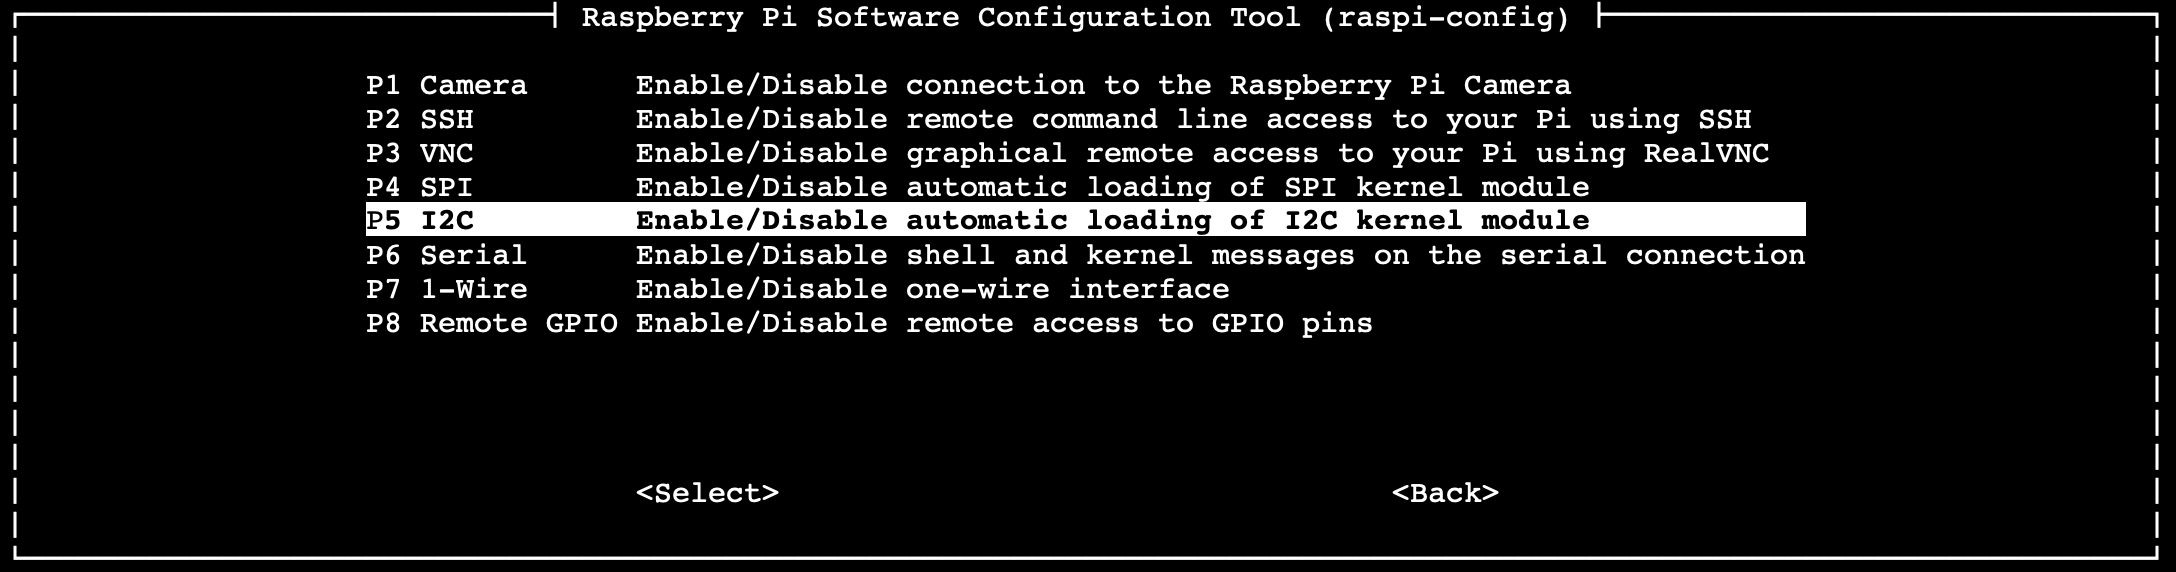 Raspberry Pi Software Configuration Tool (raspi-config)
P1 Camera Enable/Disable connection to the Raspberry Pi Camera
P2 SSH Enable/Disable remote command line access to your Pi using SSH
P3 VNC Enable/Disable graphical remote access to your Pi using RealVNC
P4 SPI Enable/Disable automatic loading of SPI kernel module
P5 I2C Enable/Disable automatic loading of I2C kernel module
P6 Serial Enable/Disable shell and kernel messages on the serial connection
P7 1-Wire Enable/Disable one-wire interface
P8 Remote GPIO Enable/Disable remote access to GPIO pins
<Select> <Back>